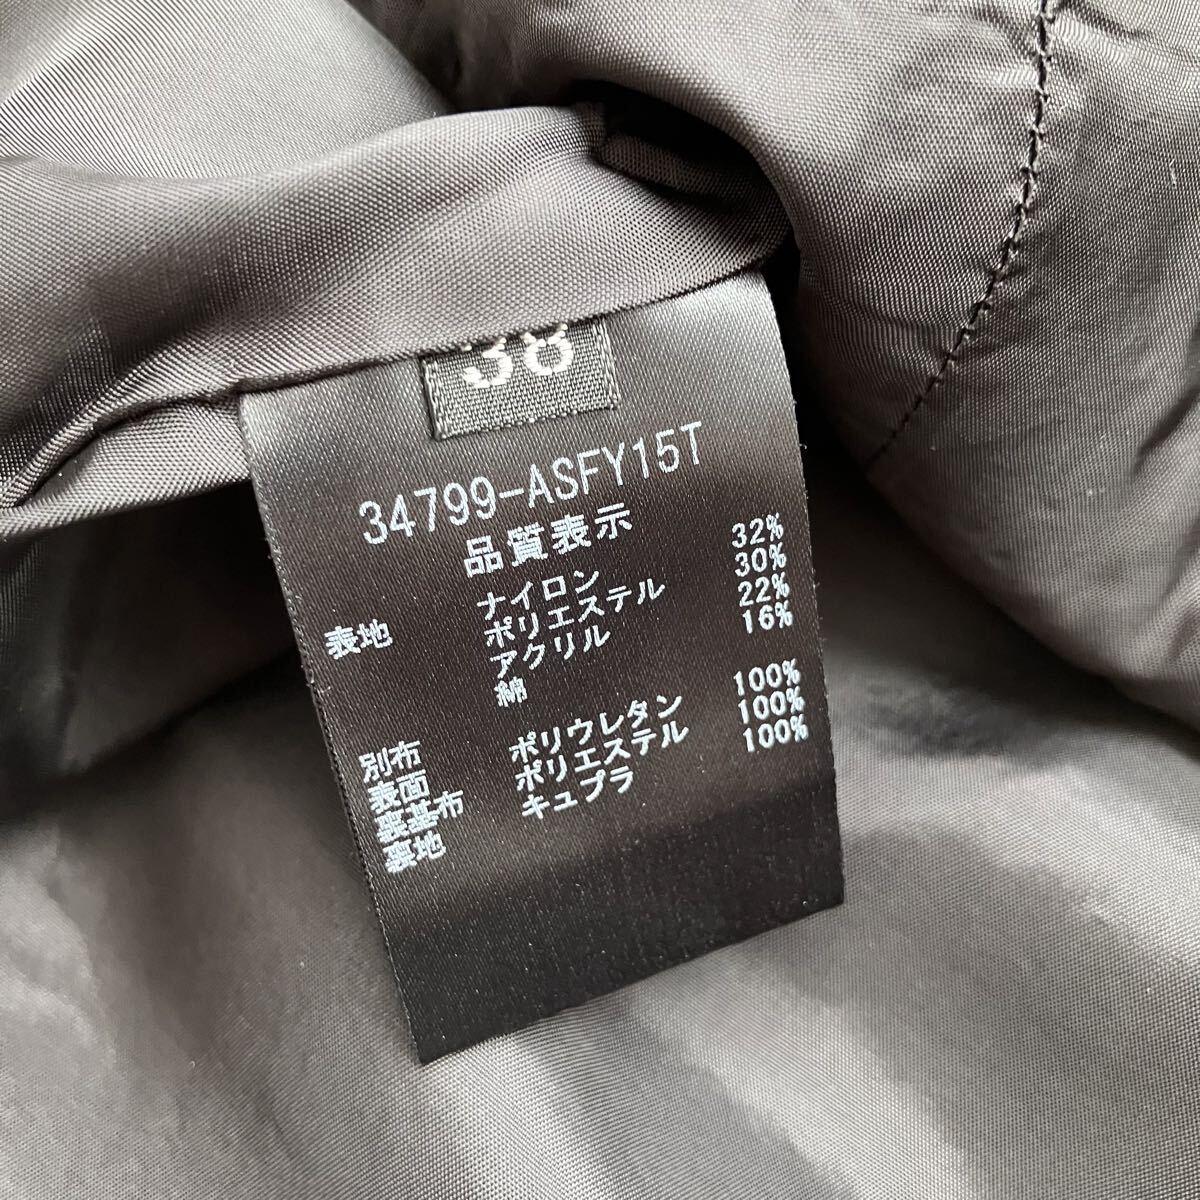 38
34799-ASFY15T
品質表示
表地 ナイロン 32%
ポリエステル 30%
アクリル 22%
綿 16%
別布
表面 ポリウレタン 100%
裏基布 ポリエステル 100%
裏地 キュプラ 100%